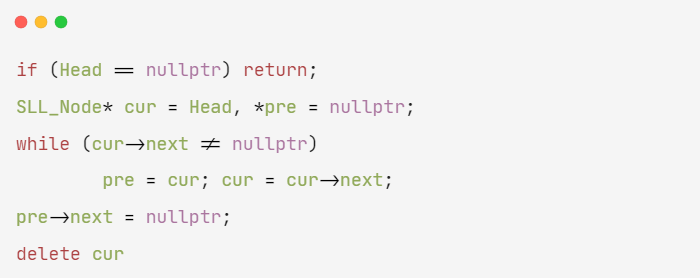 if (Head == nullptr) return;
SLL_Node* cur = Head, *pre = nullptr;
while (cur->next != nullptr)
pre = cur; cur = cur->next;
pre->next = nullptr;
delete cur